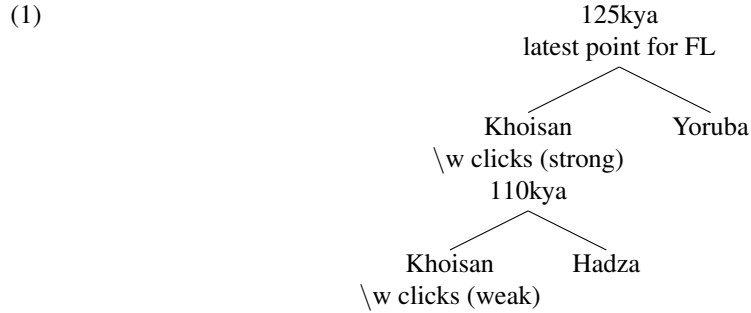 (1)
125kya
latest point for FL
Khoisan Yoruba
\w clicks (strong)
110kya
Khoisan Hadza
\w clicks (weak)